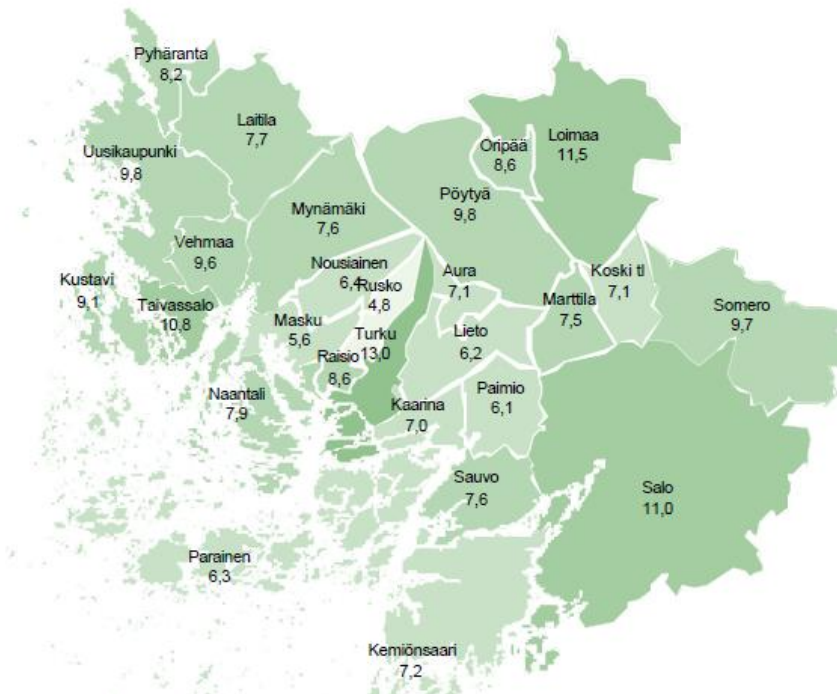 Pyhäranta
8,2
Laitila
7,7
Loimaa
11,5
Oripää
8,6
Uusikaupunki
9,8
Pöytyä
9,8
Mynämäki
7,6
Vehmaa
9,6
Nousiainen
6,4
Aura
7,1
Koski tl
7,1
Kustavi
9,1
Rusko
4,8
Taivassalo
10,8
Marttila
7,5
Somero
9,7
Masku
5,6
Turku
13,0
Lieto
6,2
Raisio
8,6
Naantali
7,9
Paimio
6,1
Kaarina
7,0
Sauvo
7,6
Salo
11,0
Parainen
6,3
Kemiönsaari
7,2